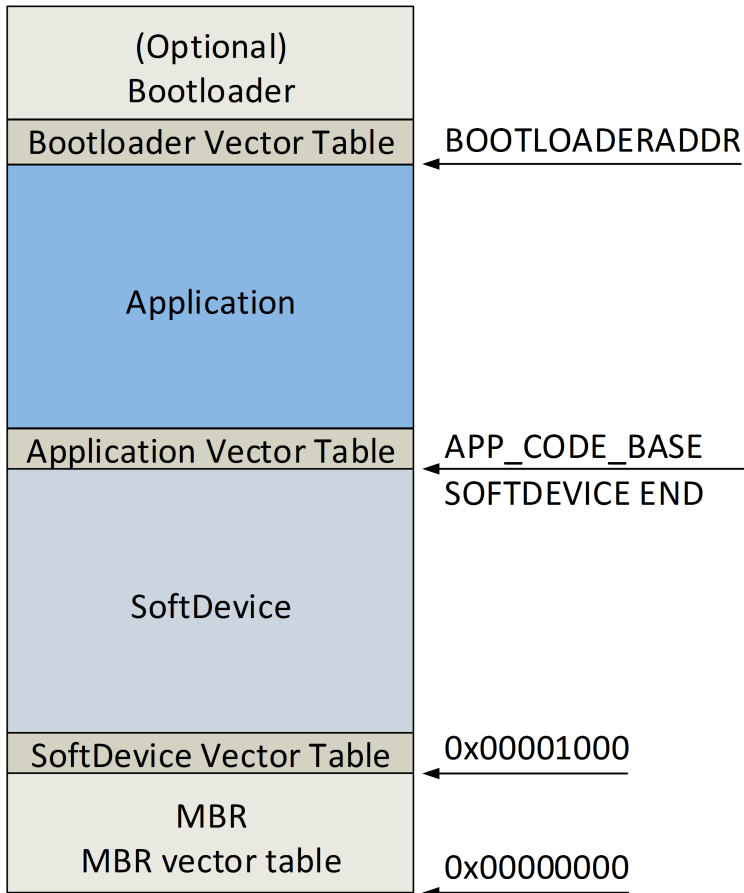 (Optional)
Bootloader
Bootloader Vector Table
BOOTLOADERADDR
Application
Application Vector Table
APP_CODE_BASE
SOFTDEVICE END
SoftDevice
SoftDevice Vector Table
0x00001000
MBR
MBR vector table
0x00000000